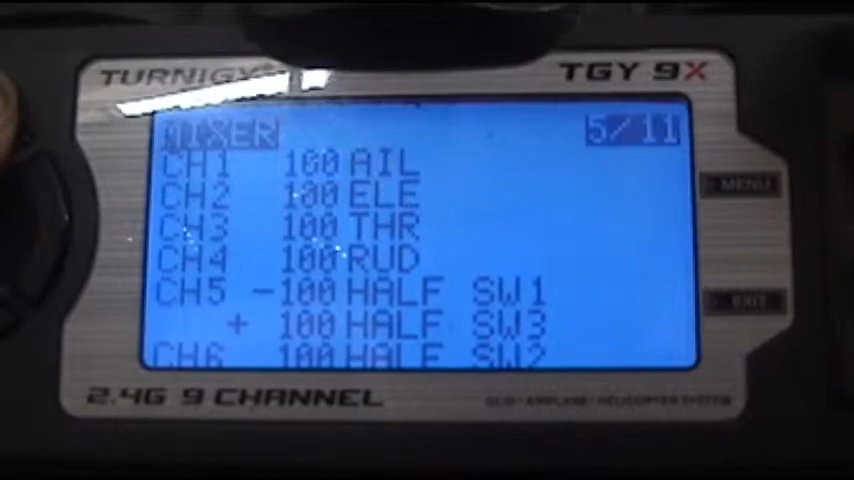 TURNIGY TGY 9X
MIXER 5/11
CH1 100 AIL
CH2 100 ELE
CH3 100 THR
CH4 100 RUD
CH5 -100 HALF SW1
+ 100 HALF SW3
CH6 100 HALF SW2
MENU
EXIT
2.4G 9 CHANNEL AIRPLANE/HELICOPTER SYSTEM